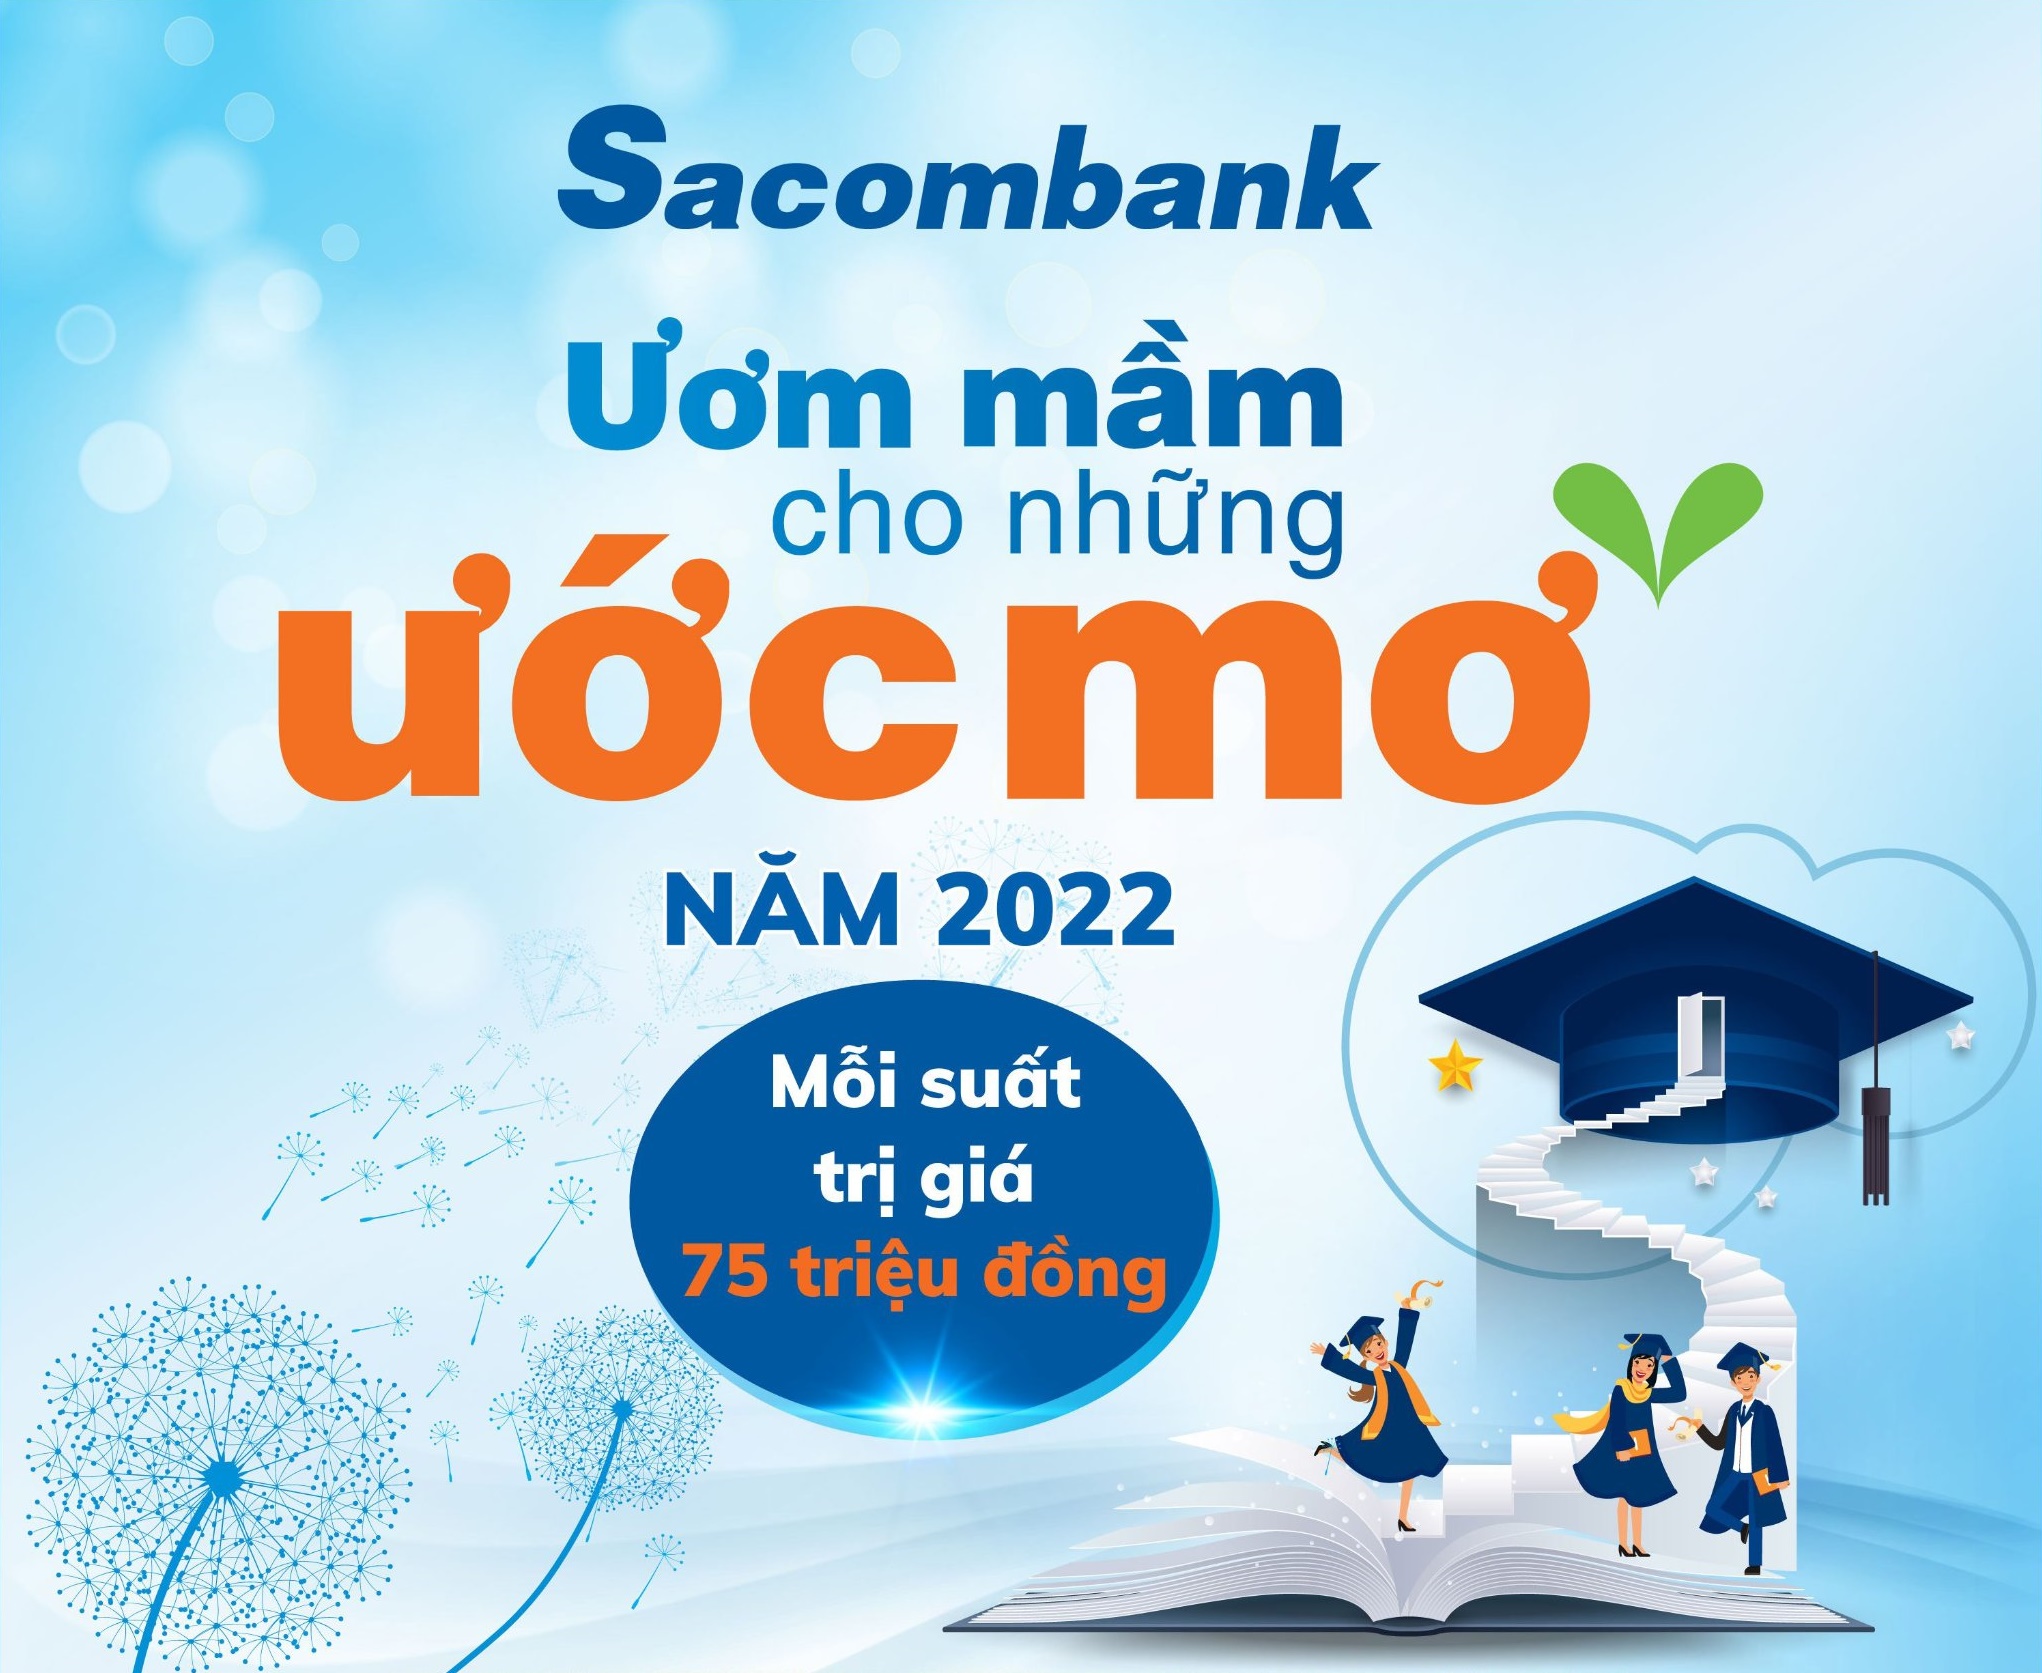 Sacombank
Ươm mầm
cho những
ước mơ
NĂM 2022
Mỗi suất
trị giá
75 triệu đồng